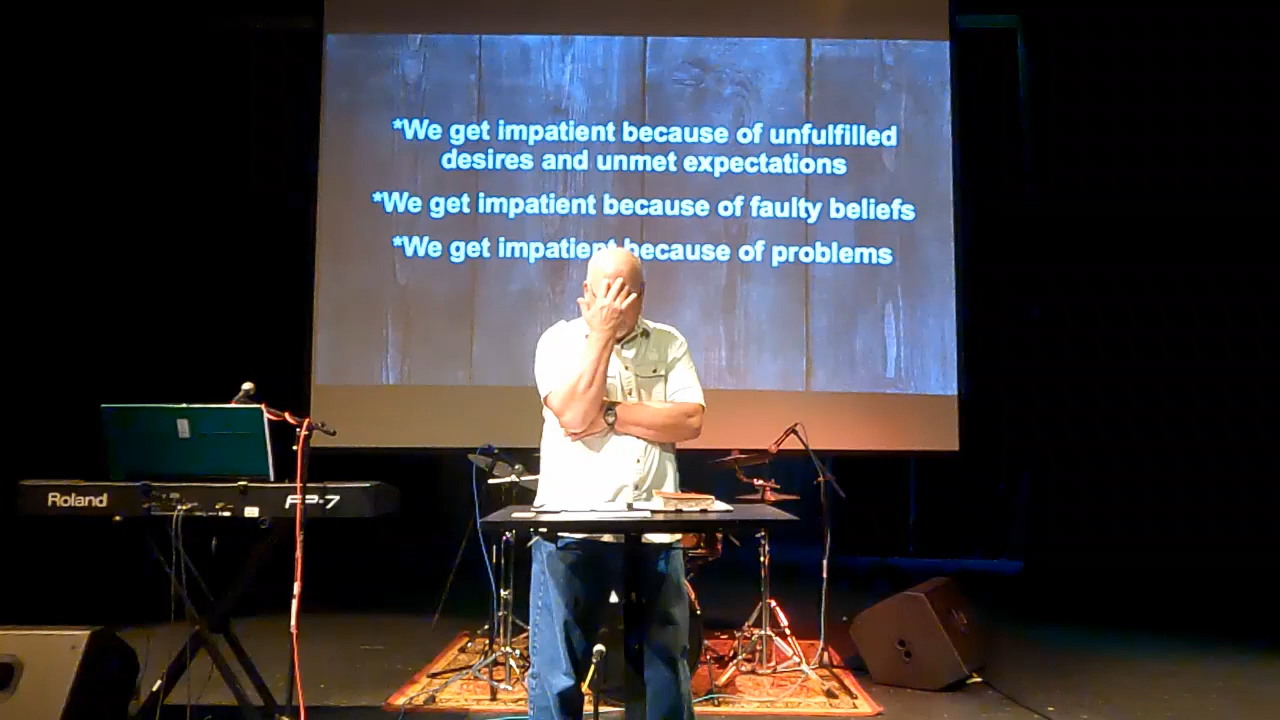 *We get impatient because of unfulfilled
desires and unmet expectations
*We get impatient because of faulty beliefs
*We get impatient because of problems
Roland
FP-7